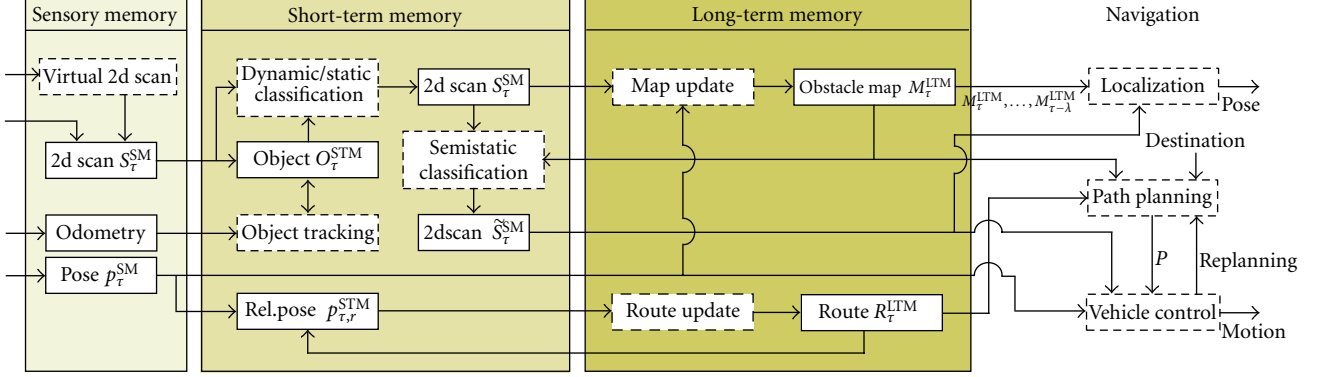 Sensory memory
Short-term memory
Long-term memory
Navigation
Virtual 2d scan
2d scan S_τ^SM
Odometry
Pose p_τ^SM
Dynamic/static
classification
Object O_τ^STM
Object tracking
Rel.pose p_τ,r^STM
2d scan S_τ^SM
Semistatic
classification
2dscan S̃_τ^SM
Map update
Obstacle map M_τ^LTM
M_τ^LTM,...,M_τ−λ^LTM
Route update
Route R_τ^LTM
Localization
Pose
Destination
Path planning
P
Replanning
Vehicle control
Motion